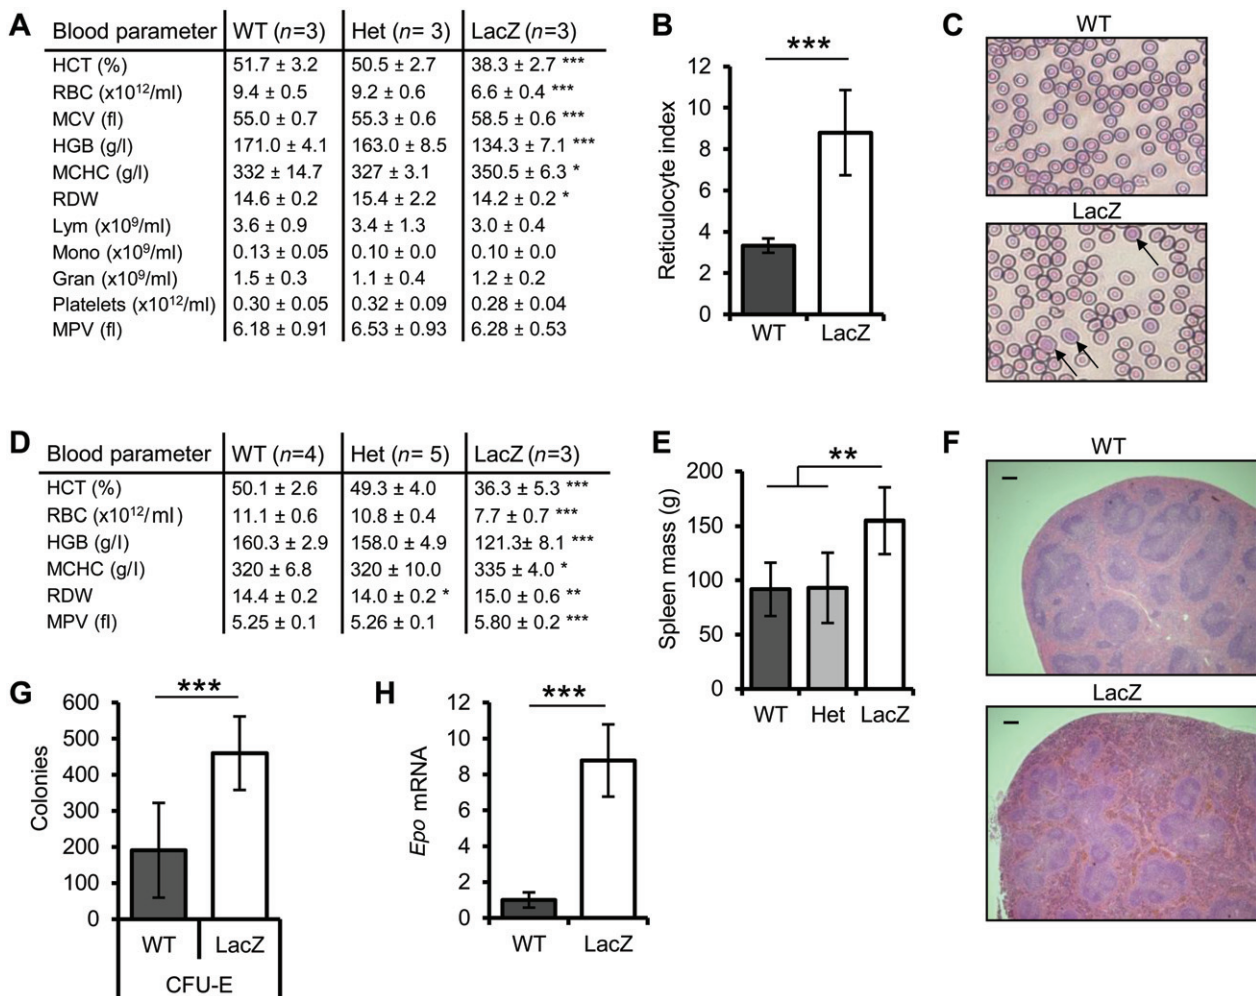 A
Blood parameter WT (n=3) Het (n= 3) LacZ (n=3)
HCT (%) 51.7 ± 3.2 50.5 ± 2.7 38.3 ± 2.7 ***
RBC (x10¹²/ml) 9.4 ± 0.5 9.2 ± 0.6 6.6 ± 0.4 ***
MCV (fl) 55.0 ± 0.7 55.3 ± 0.6 58.5 ± 0.6 ***
HGB (g/l) 171.0 ± 4.1 163.0 ± 8.5 134.3 ± 7.1 ***
MCHC (g/l) 332 ± 14.7 327 ± 3.1 350.5 ± 6.3 *
RDW 14.6 ± 0.2 15.4 ± 2.2 14.2 ± 0.2 *
Lym (x10⁹/ml) 3.6 ± 0.9 3.4 ± 1.3 3.0 ± 0.4
Mono (x10⁹/ml) 0.13 ± 0.05 0.10 ± 0.0 0.10 ± 0.0
Gran (x10⁹/ml) 1.5 ± 0.3 1.1 ± 0.4 1.2 ± 0.2
Platelets (x10¹²/ml) 0.30 ± 0.05 0.32 ± 0.09 0.28 ± 0.04
MPV (fl) 6.18 ± 0.91 6.53 ± 0.93 6.28 ± 0.53
B
***
Reticulocyte index
12
10
8
6
4
2
0
WT LacZ
C
WT
LacZ
D
Blood parameter WT (n=4) Het (n= 5) LacZ (n=3)
HCT (%) 50.1 ± 2.6 49.3 ± 4.0 36.3 ± 5.3 ***
RBC (x10¹²/ml) 11.1 ± 0.6 10.8 ± 0.4 7.7 ± 0.7 ***
HGB (g/l) 160.3 ± 2.9 158.0 ± 4.9 121.3± 8.1 ***
MCHC (g/l) 320 ± 6.8 320 ± 10.0 335 ± 4.0 *
RDW 14.4 ± 0.2 14.0 ± 0.2 * 15.0 ± 0.6 **
MPV (fl) 5.25 ± 0.1 5.26 ± 0.1 5.80 ± 0.2 ***
E
**
Spleen mass (g)
200
150
100
50
0
WT Het LacZ
F
WT
LacZ
G
***
Colonies
600
500
400
300
200
100
0
WT LacZ
CFU-E
H
***
Epo mRNA
12
10
8
6
4
2
0
WT LacZ